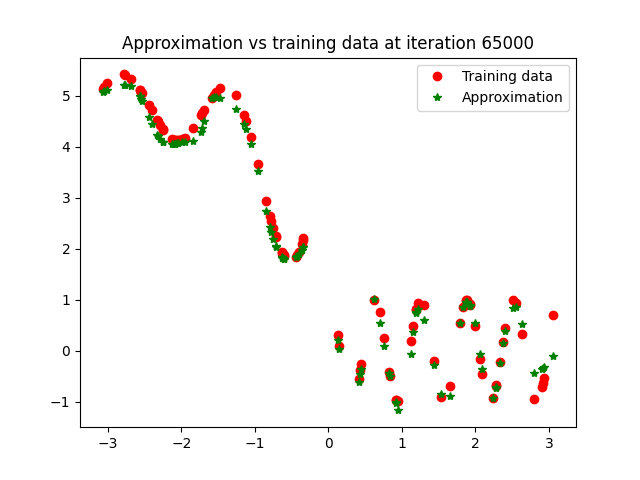 Approximation vs training data at iteration 65000
Training data
Approximation
5
4
3
2
1
0
−1
−3 −2 −1 0 1 2 3